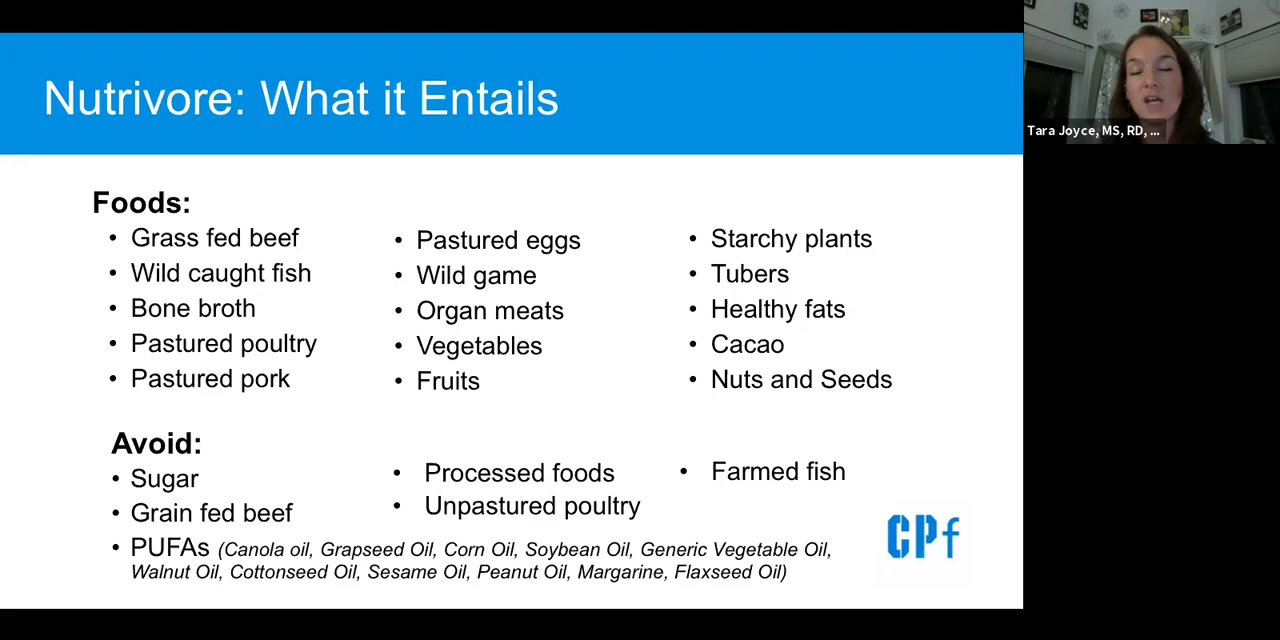 Nutrivore: What it Entails
Tara Joyce, MS, RD, ...
Foods:
• Grass fed beef
• Wild caught fish
• Bone broth
• Pastured poultry
• Pastured pork
• Pastured eggs
• Wild game
• Organ meats
• Vegetables
• Fruits
• Starchy plants
• Tubers
• Healthy fats
• Cacao
• Nuts and Seeds
Avoid:
• Sugar
• Grain fed beef
• PUFAs (Canola oil, Grapseed Oil, Corn Oil, Soybean Oil, Generic Vegetable Oil,
Walnut Oil, Cottonseed Oil, Sesame Oil, Peanut Oil, Margarine, Flaxseed Oil)
• Processed foods
• Unpastured poultry
• Farmed fish
CPf